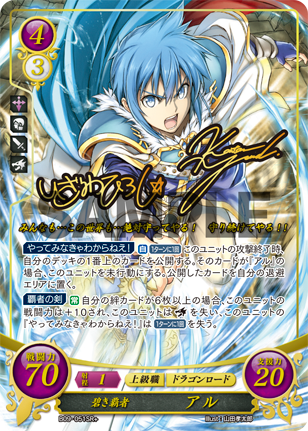 4
3
SAMPLE
みんなも…この世界も…絶対守ってやる! 守り続けてやる!!
やってみなきゃわからねえ! 自 1ターンに1回 このユニットの攻撃終了時、
自分のデッキの1番上のカードを公開する。そのカードが『アル』の
場合、このユニットを未行動にする。公開したカードを自分の退避
エリアに置く。
覇者の剣 常 自分の絆カードが6枚以上の場合、このユニットの
戦闘力は+10され、このユニットは を失い、このユニットの
『やってみなきゃわからねえ!』は 1ターンに1回 を失う。
戦闘力 70
射程 1 上級職 ドラゴンロード
支援力 20
碧き覇者 アル
B09-051SR+ Illust. 山田孝太郎